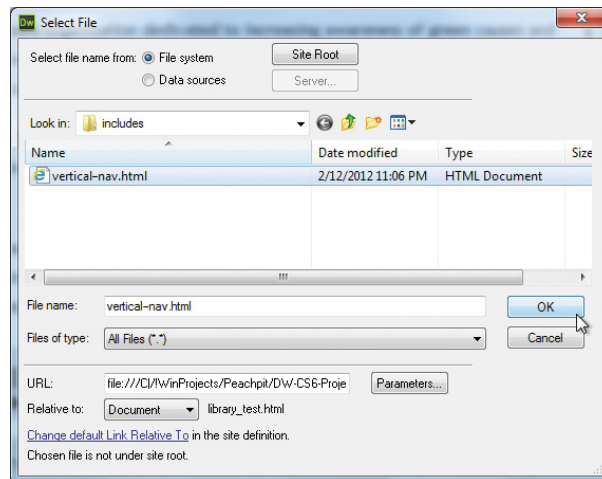 Dw Select File
Select file name from: File system Site Root
Data sources Server...
Look in: includes
Name Date modified Type Size
vertical-nav.html 2/12/2012 11:06 PM HTML Document
File name: vertical-nav.html OK
Files of type: All Files (*.*) Cancel
URL: file:///C|/!WinProjects/Peachpit/DW-CS6-Proje Parameters...
Relative to: Document library_test.html
Change default Link Relative To in the site definition.
Chosen file is not under site root.